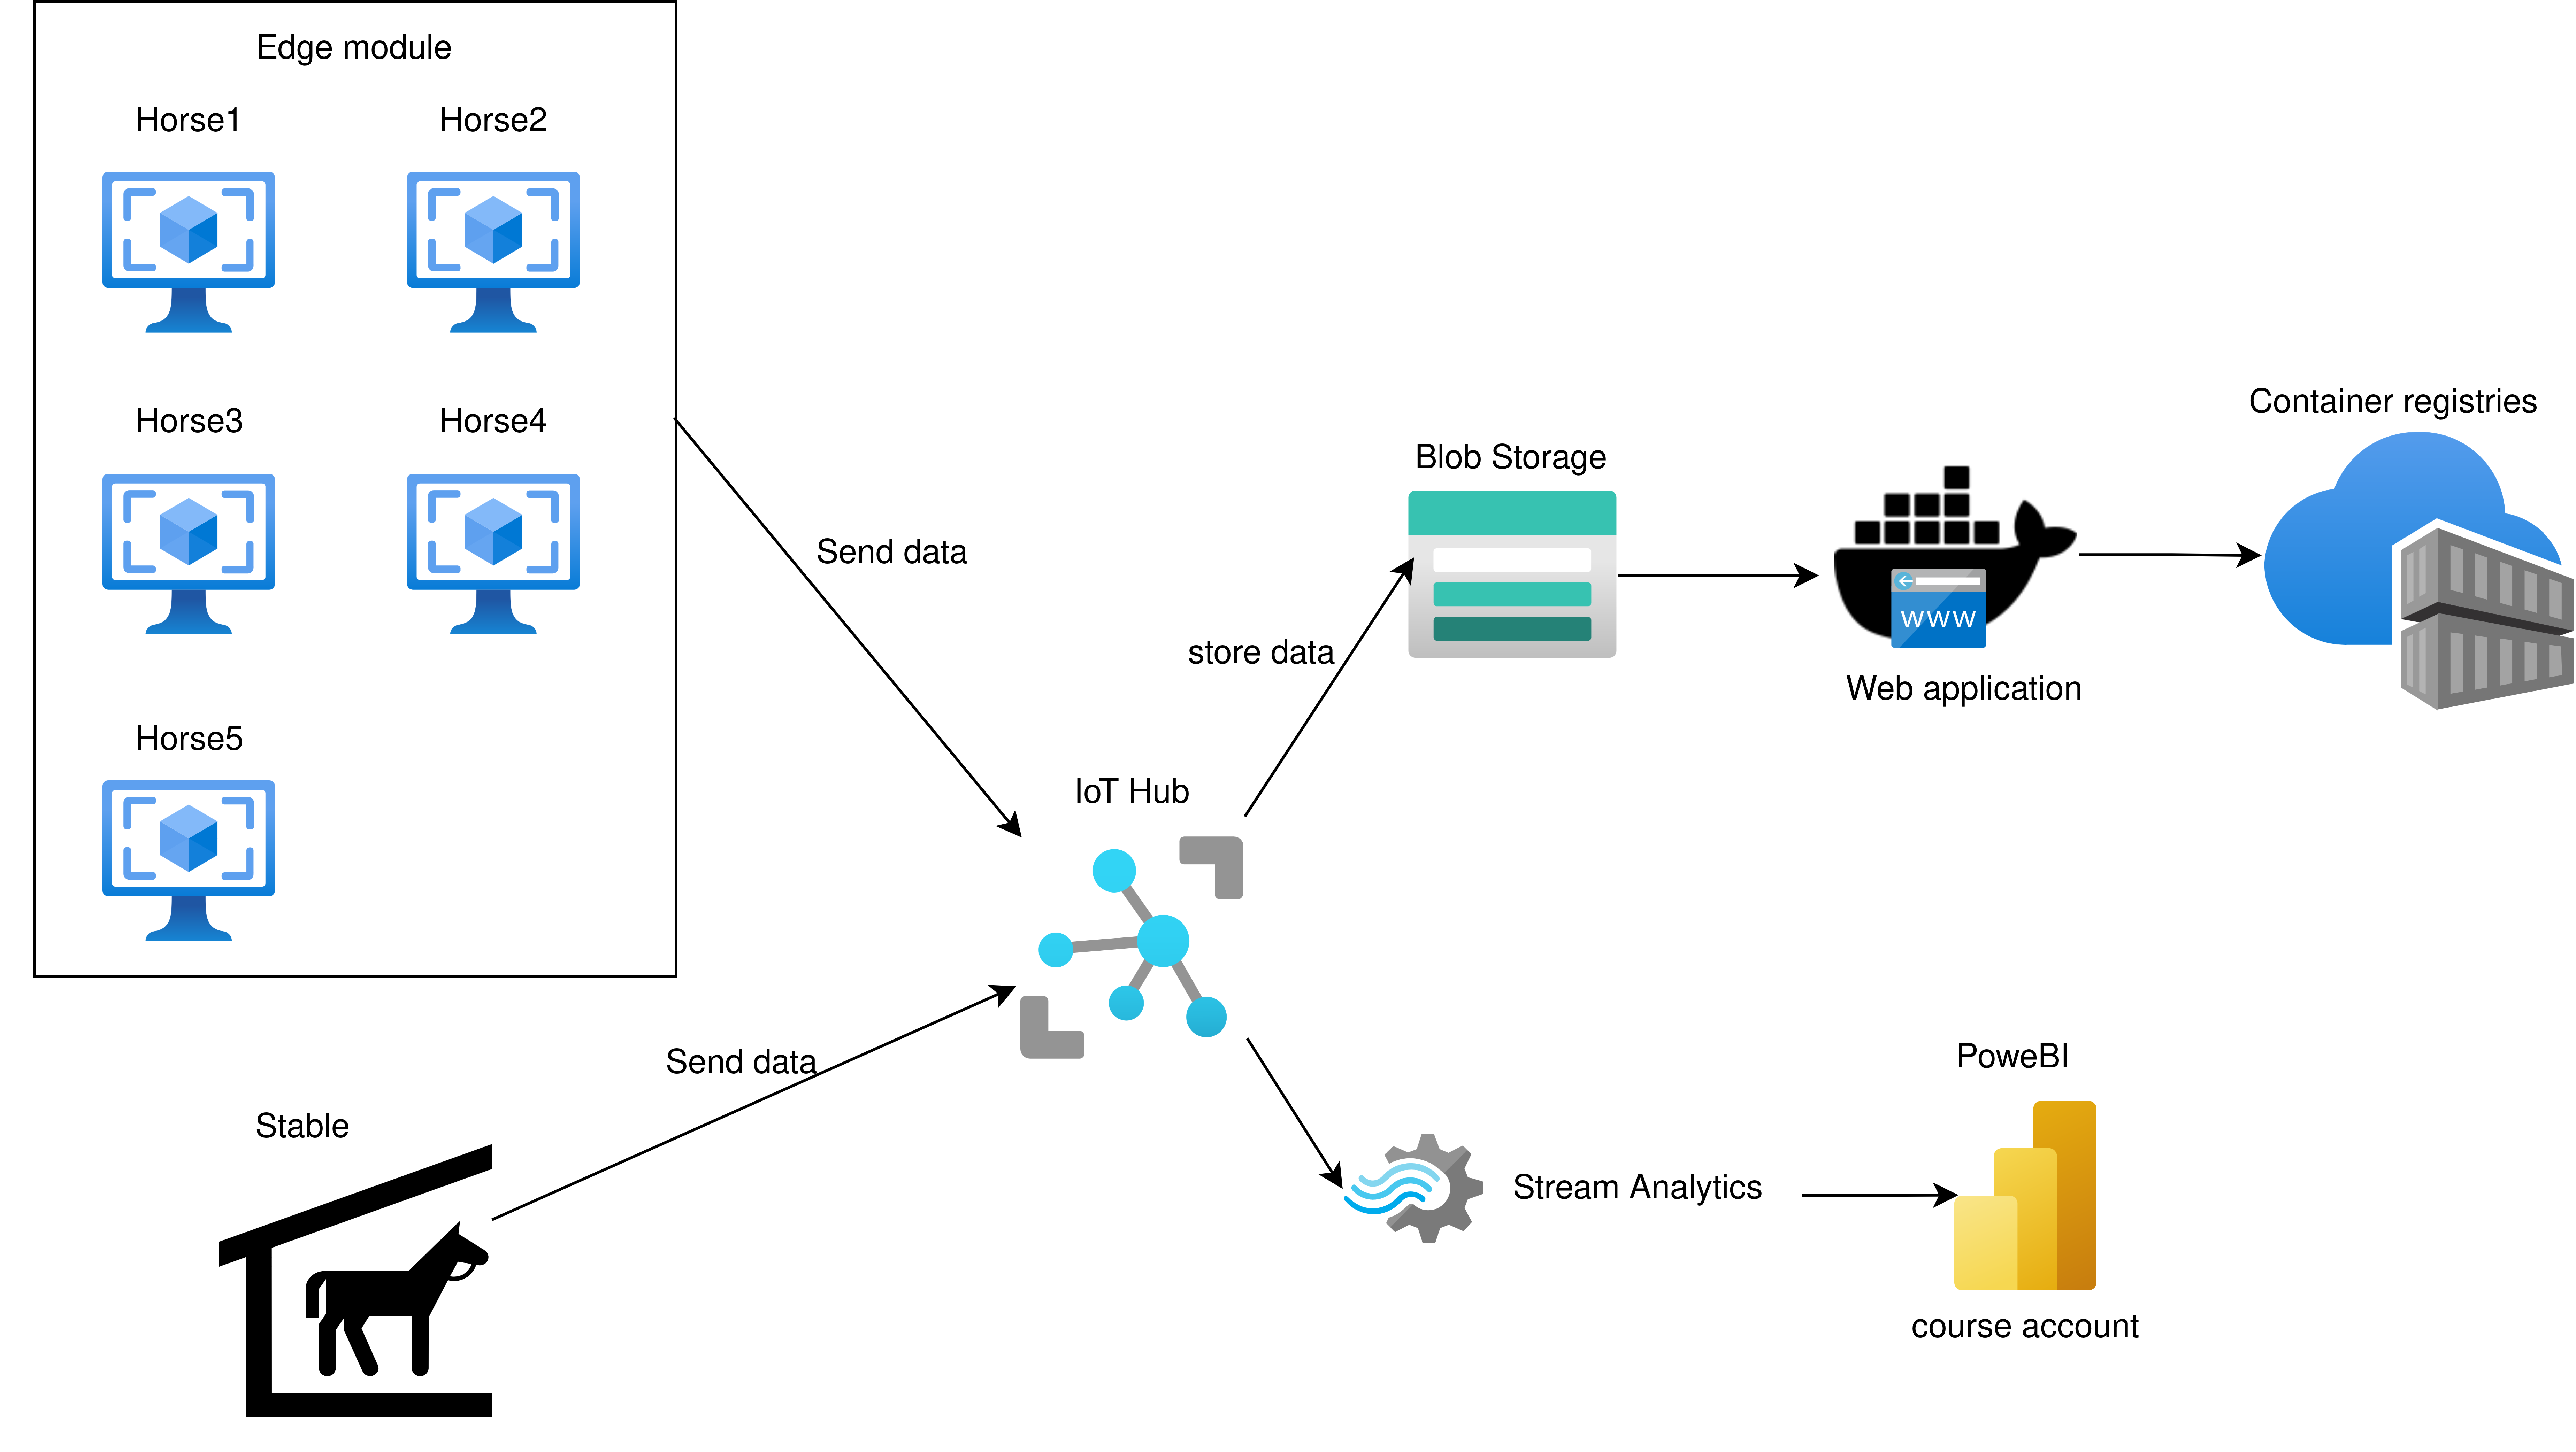 Edge module
Horse1
Horse2
Horse3
Horse4
Horse5
Send data
Send data
Stable
IoT Hub
store data
Blob Storage
www
Web application
Container registries
Stream Analytics
PoweBI
course account